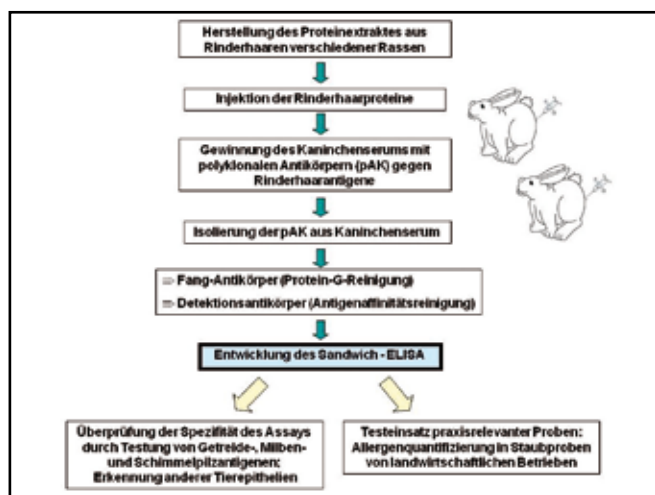 Herstellung des Proteinextraktes aus
Rinderhaaren verschiedener Rassen
Injektion der Rinderhaarproteine
Gewinnung des Kaninchenserums mit
polyklonalen Antikörpern (pAK) gegen
Rinderhaarantigene
Isolierung der pAK aus Kaninchenserum
⇒ Fang-Antikörper (Protein-G-Reinigung)
⇒ Detektionsantikörper (Antigenaffinitätsreinigung)
Entwicklung des Sandwich - ELISA
Überprüfung der Spezifität des Assays
durch Testung von Getreide-, Milben-
und Schimmelpilzantigenen;
Erkennung anderer Tierepithelien
Testeinsatz praxisrelevanter Proben:
Allergenquantifizierung in Staubproben
von landwirtschaftlichen Betrieben